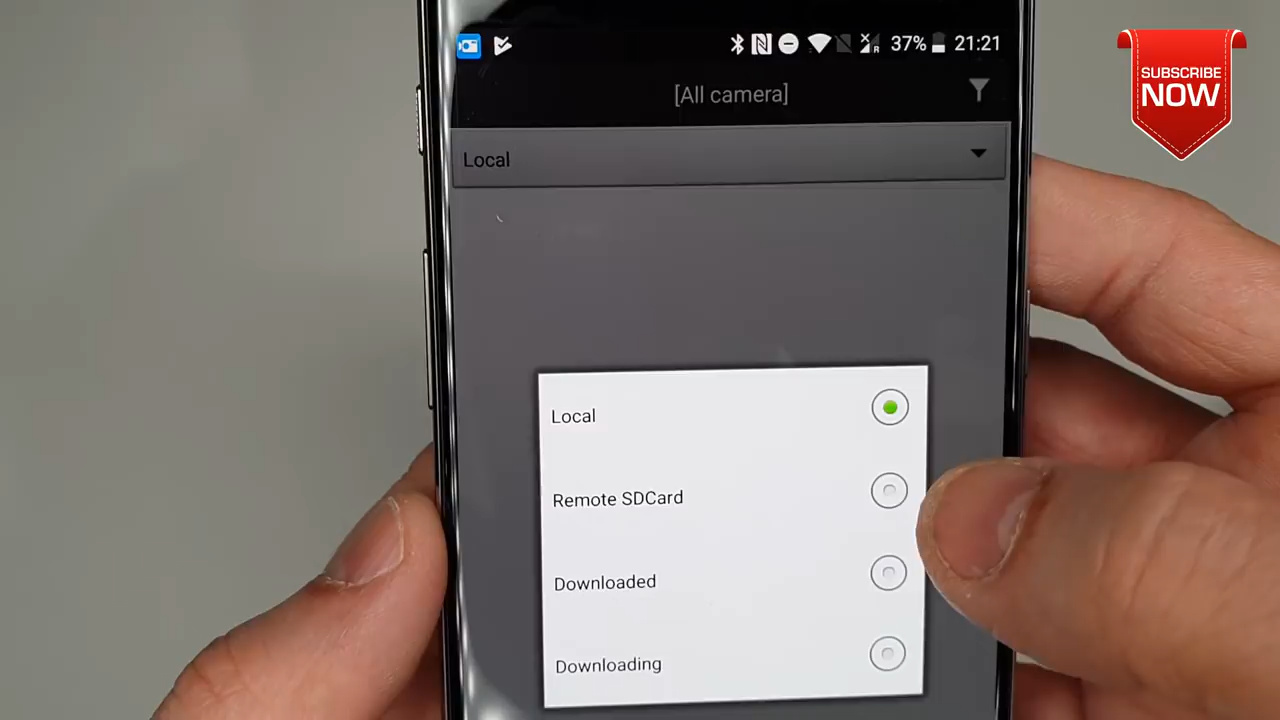 37% 21:21
[All camera]
SUBSCRIBE
NOW
Local
Local
Remote SDCard
Downloaded
Downloading